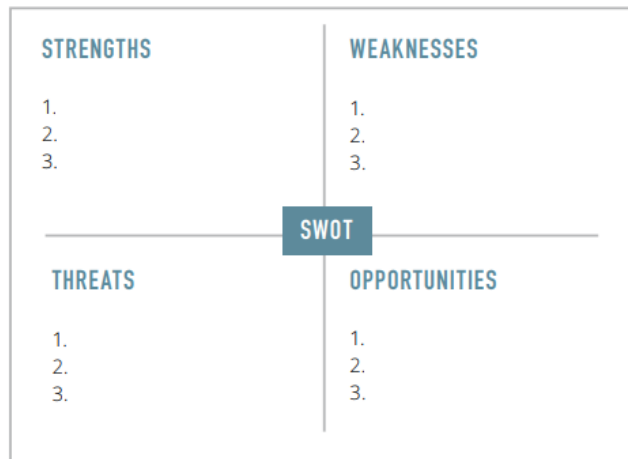 STRENGTHS
1.
2.
3.
WEAKNESSES
1.
2.
3.
SWOT
THREATS
1.
2.
3.
OPPORTUNITIES
1.
2.
3.